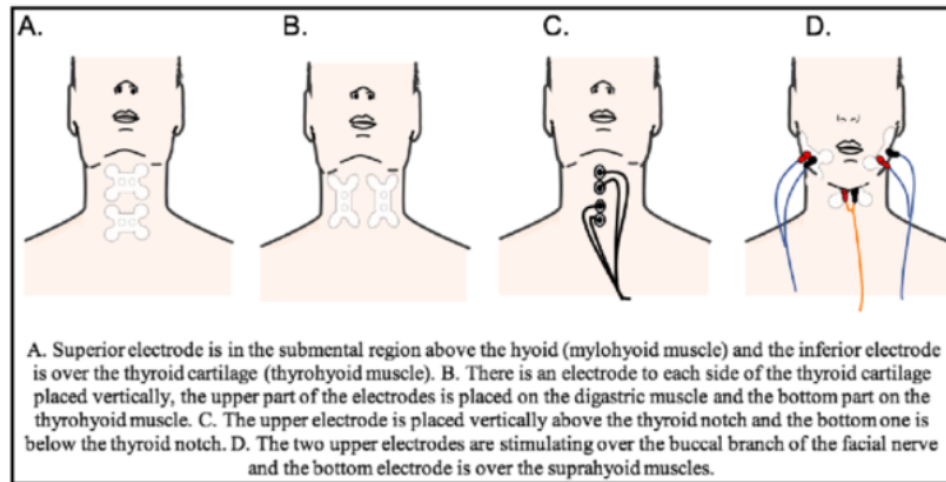 A.
B.
C.
D.
A. Superior electrode is in the submental region above the hyoid (mylohyoid muscle) and the inferior electrode
is over the thyroid cartilage (thyrohyoid muscle). B. There is an electrode to each side of the thyroid cartilage
placed vertically, the upper part of the electrodes is placed on the digastric muscle and the bottom part on the
thyrohyoid muscle. C. The upper electrode is placed vertically above the thyroid notch and the bottom one is
below the thyroid notch. D. The two upper electrodes are stimulating over the buccal branch of the facial nerve
and the bottom electrode is over the suprahyoid muscles.